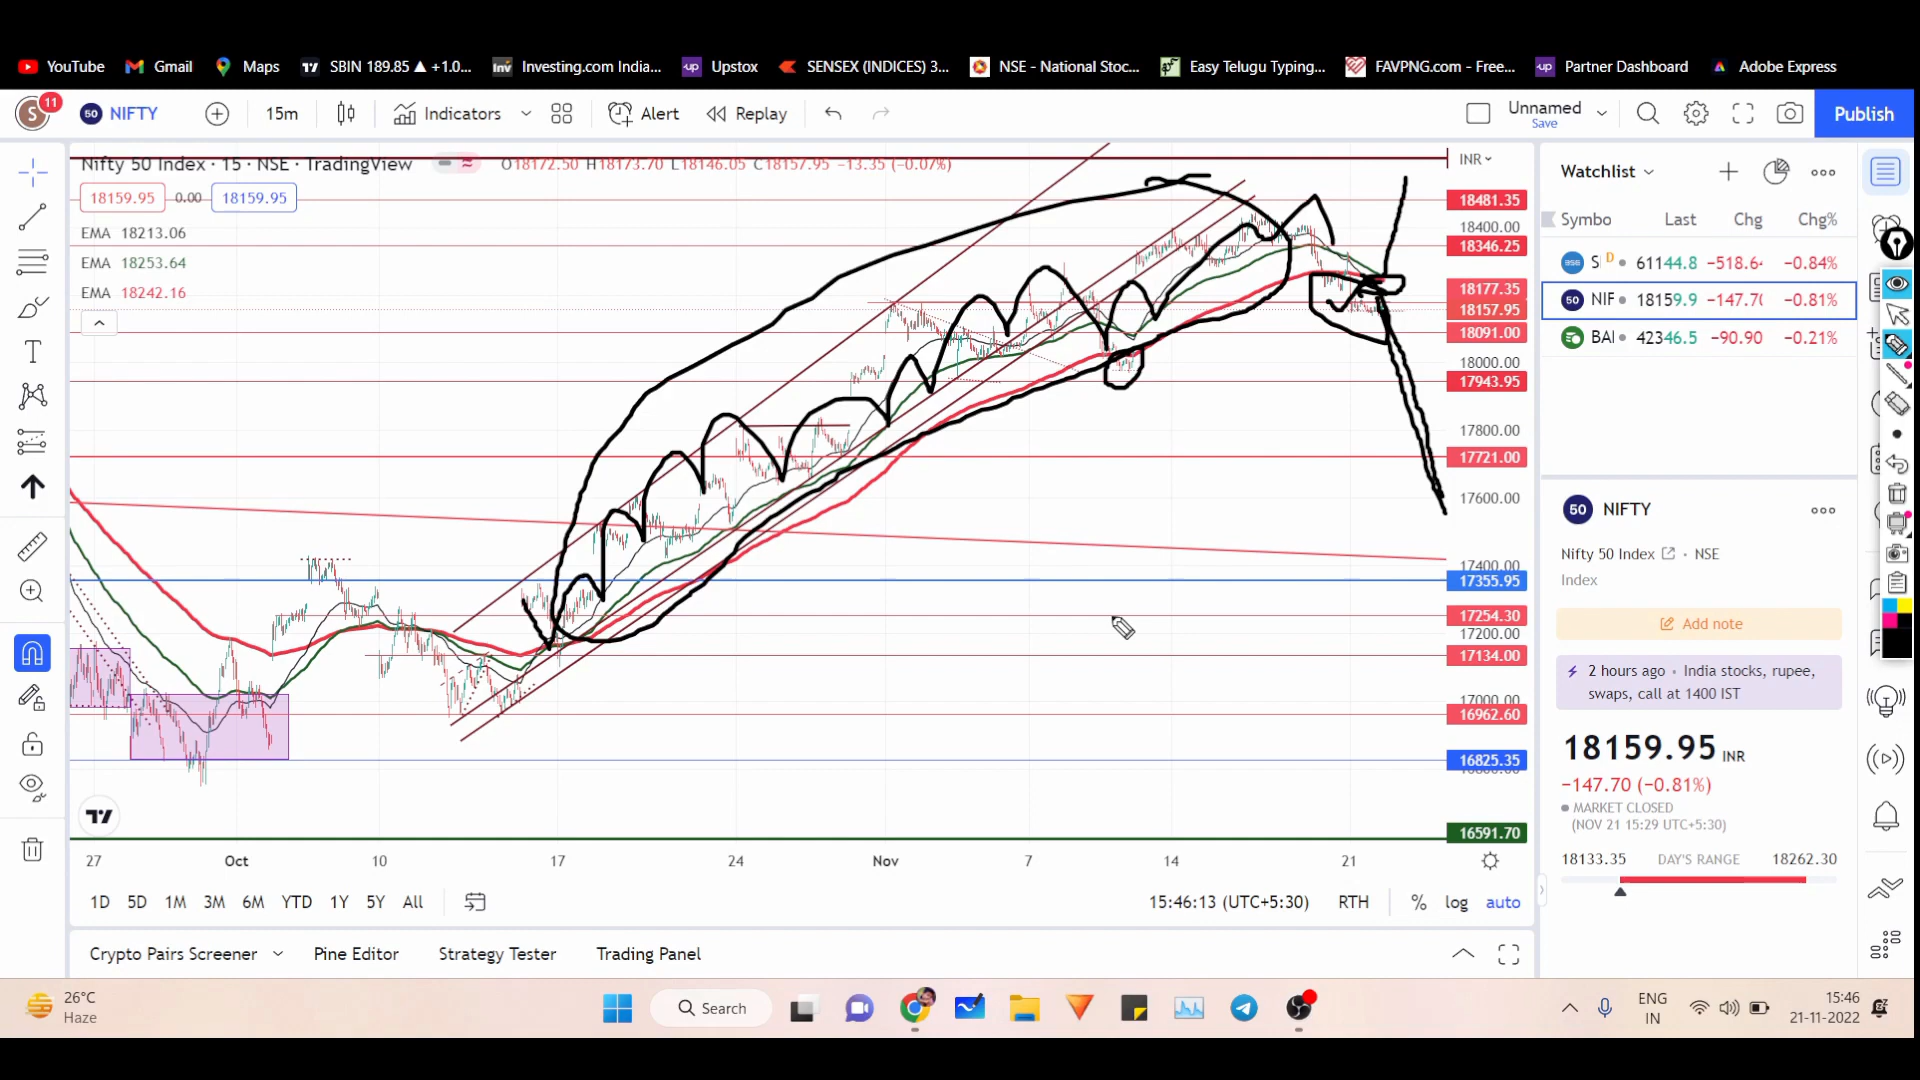 YouTube Gmail Maps SBIN 189.85 ▲ +1.0... Investing.com India... Upstox SENSEX (INDICES) 3... NSE - National Stoc... Easy Telugu Typing... FAVPNG.com - Free... Partner Dashboard Adobe Express
S 11 50 NIFTY 15m Indicators Alert Replay Unnamed Save Publish
Nifty 50 Index · 15 · NSE · TradingView O18172.50 H18173.70 L18146.05 C18157.95 −13.35 (−0.07%) INR
18159.95 0.00 18159.95
EMA 18213.06
EMA 18253.64
EMA 18242.16
18481.35
18400.00
18346.25
18177.35
18157.95
18091.00
18000.00
17943.95
17800.00
17721.00
17600.00
17400.00
17355.95
17254.30
17200.00
17134.00
17000.00
16962.60
16825.35
16591.70
27 Oct 10 17 24 Nov 7 14 21
1D 5D 1M 3M 6M YTD 1Y 5Y All 15:46:13 (UTC+5:30) RTH % log auto
Crypto Pairs Screener Pine Editor Strategy Tester Trading Panel
Watchlist
Symbo Last Chg Chg%
S D 61144.8 −518.64 −0.84%
50 NIF 18159.9 −147.70 −0.81%
BAI 42346.5 −90.90 −0.21%
50 NIFTY
Nifty 50 Index · NSE
Index
Add note
2 hours ago · India stocks, rupee,
swaps, call at 1400 IST
18159.95 INR
−147.70 (−0.81%)
MARKET CLOSED
(NOV 21 15:29 UTC+5:30)
18133.35 DAY'S RANGE 18262.30
26°C
Haze
Search
ENG
IN
15:46
21-11-2022